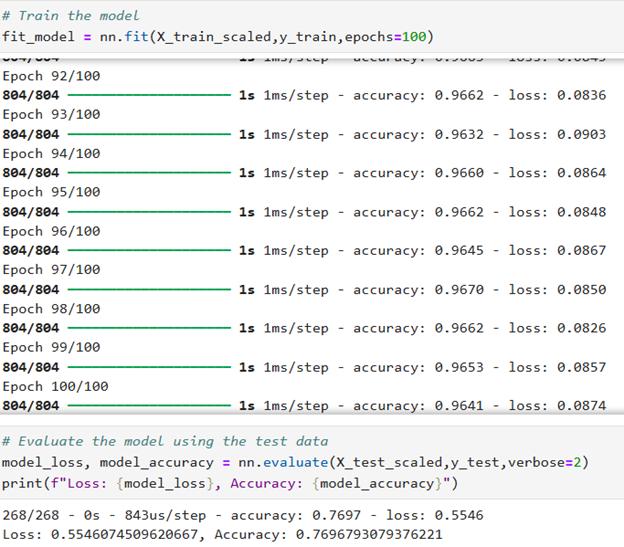 # Train the model
fit_model = nn.fit(X_train_scaled,y_train,epochs=100)
Epoch 92/100
804/804 1s 1ms/step - accuracy: 0.9662 - loss: 0.0836
Epoch 93/100
804/804 1s 1ms/step - accuracy: 0.9632 - loss: 0.0903
Epoch 94/100
804/804 1s 1ms/step - accuracy: 0.9660 - loss: 0.0864
Epoch 95/100
804/804 1s 1ms/step - accuracy: 0.9662 - loss: 0.0848
Epoch 96/100
804/804 1s 1ms/step - accuracy: 0.9645 - loss: 0.0867
Epoch 97/100
804/804 1s 1ms/step - accuracy: 0.9670 - loss: 0.0850
Epoch 98/100
804/804 1s 1ms/step - accuracy: 0.9662 - loss: 0.0826
Epoch 99/100
804/804 1s 1ms/step - accuracy: 0.9653 - loss: 0.0857
Epoch 100/100
804/804 1s 1ms/step - accuracy: 0.9641 - loss: 0.0874
# Evaluate the model using the test data
model_loss, model_accuracy = nn.evaluate(X_test_scaled,y_test,verbose=2)
print(f"Loss: {model_loss}, Accuracy: {model_accuracy}")
268/268 - 0s - 843us/step - accuracy: 0.7697 - loss: 0.5546
Loss: 0.5546074509620667, Accuracy: 0.7696793079376221